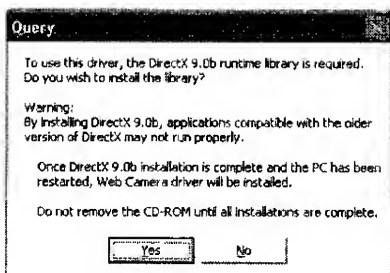 Query
To use this driver, the DirectX 9.0b runtime library is required.
Do you wish to install the library?
Warning:
By installing DirectX 9.0b, applications compatible with the older
version of DirectX may not run properly.
Once DirectX 9.0b installation is complete and the PC has been
restarted, Web Camera driver will be installed.
Do not remove the CD-ROM until all installations are complete.
Yes
No